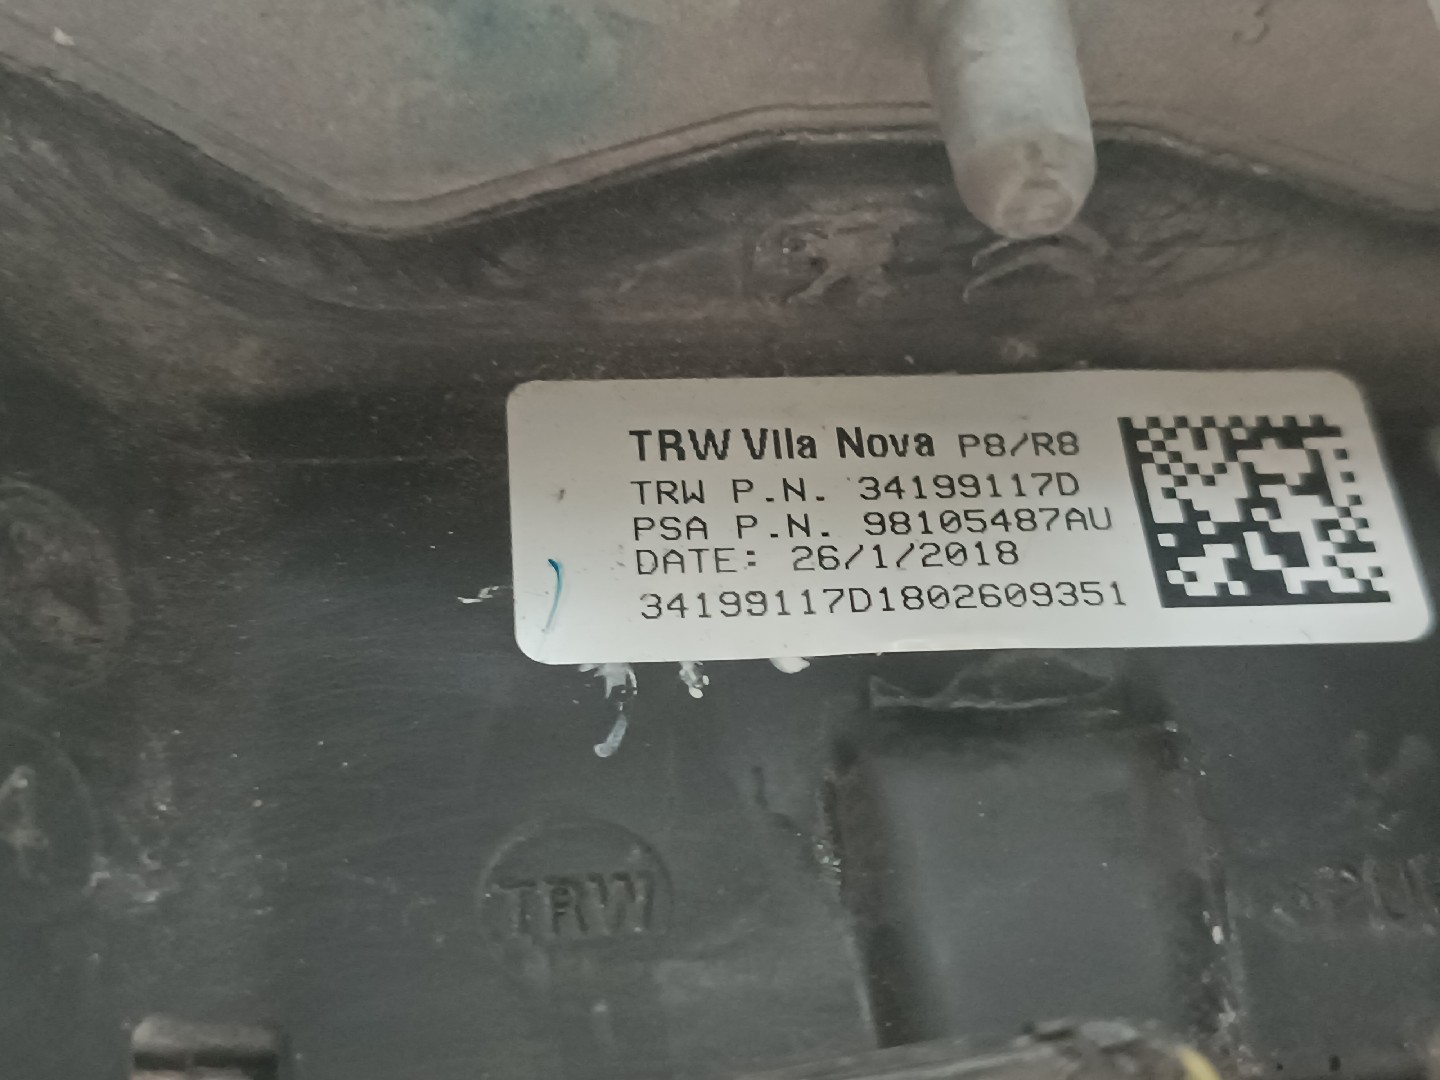 TRW Vila Nova P8/R8
TRW P.N. 34199117D
PSA P.N. 98105487AU
DATE: 26/1/2018
34199117D1802609351
TRW